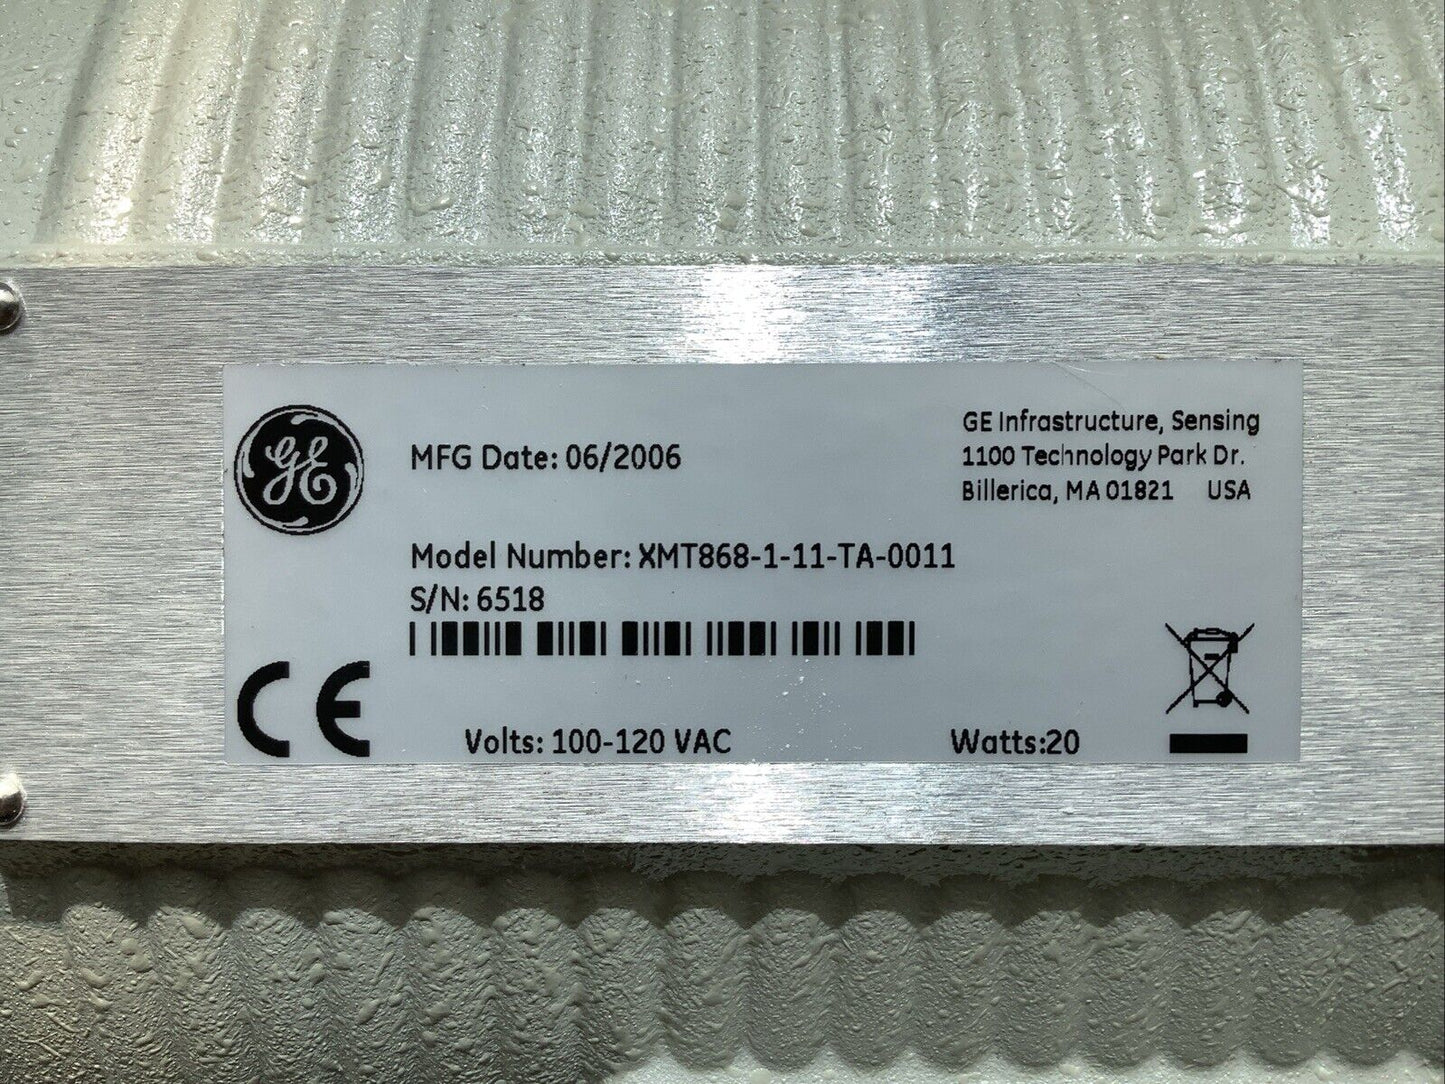 GE
MFG Date: 06/2006
GE Infrastructure, Sensing
1100 Technology Park Dr.
Billerica, MA 01821 USA
Model Number: XMT868-1-11-TA-0011
S/N: 6518
CE
Volts: 100-120 VAC
Watts:20